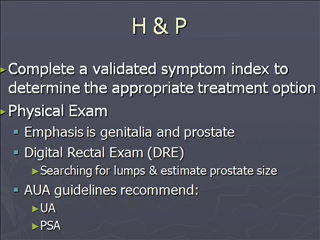 H & P
Complete a validated symptom index to
determine the appropriate treatment option
Physical Exam
Emphasis is genitalia and prostate
Digital Rectal Exam (DRE)
Searching for lumps & estimate prostate size
AUA guidelines recommend:
UA
PSA